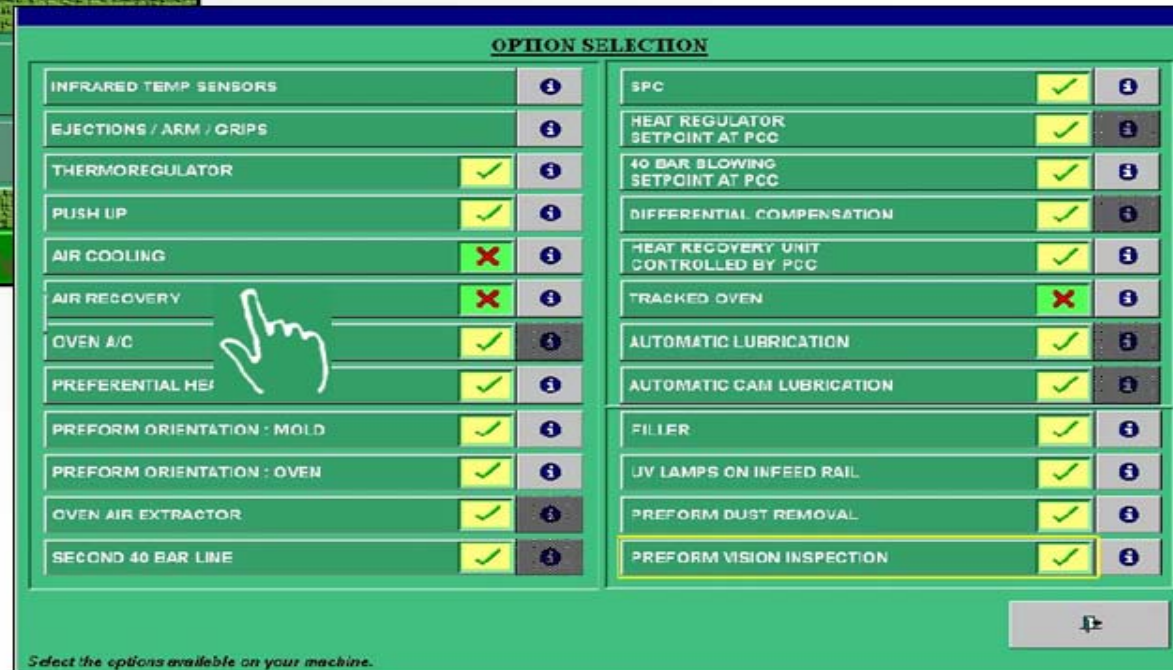 OPTION SELECTION
INFRARED TEMP SENSORS
EJECTIONS / ARM / GRIPS
THERMOREGULATOR
PUSH UP
AIR COOLING
AIR RECOVERY
OVEN A/C
PREFERENTIAL HEA
PREFORM ORIENTATION : MOLD
PREFORM ORIENTATION : OVEN
OVEN AIR EXTRACTOR
SECOND 40 BAR LINE
SPC
HEAT REGULATOR
SETPOINT AT PCC
40 BAR BLOWING
SETPOINT AT PCC
DIFFERENTIAL COMPENSATION
HEAT RECOVERY UNIT
CONTROLLED BY PCC
TRACKED OVEN
AUTOMATIC LUBRICATION
AUTOMATIC CAM LUBRICATION
FILLER
UV LAMPS ON INFEED RAIL
PREFORM DUST REMOVAL
PREFORM VISION INSPECTION
Select the options available on your machine.